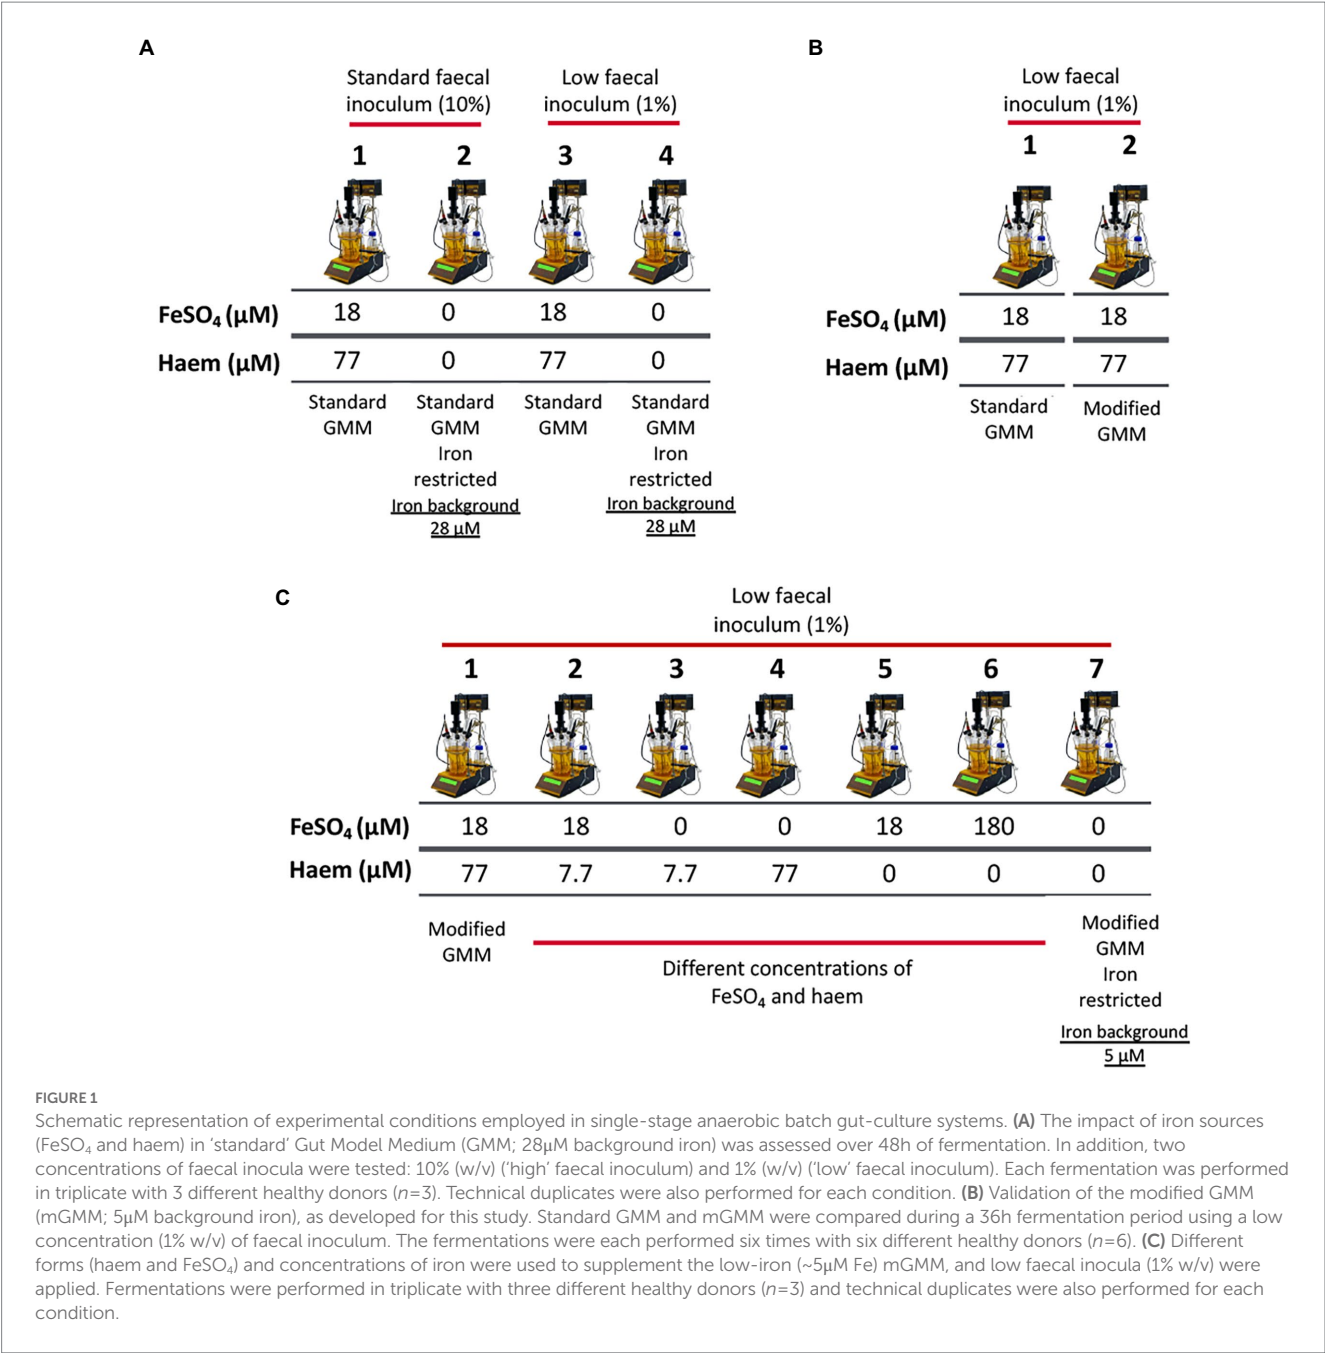 A
Standard faecal
inoculum (10%)
Low faecal
inoculum (1%)
1 2 3 4
FeSO₄ (µM) 18 0 18 0
Haem (µM) 77 0 77 0
Standard
GMM
Standard
GMM
Iron
restricted
Iron background
28 µM
Standard
GMM
Standard
GMM
Iron
restricted
Iron background
28 µM
B
Low faecal
inoculum (1%)
1 2
FeSO₄ (µM) 18 18
Haem (µM) 77 77
Standard
GMM
Modified
GMM
C
Low faecal
inoculum (1%)
1 2 3 4 5 6 7
FeSO₄ (µM) 18 18 0 0 18 180 0
Haem (µM) 77 7.7 7.7 77 0 0 0
Modified
GMM
Different concentrations of
FeSO₄ and haem
Modified
GMM
Iron
restricted
Iron background
5 µM
FIGURE 1
Schematic representation of experimental conditions employed in single-stage anaerobic batch gut-culture systems. (A) The impact of iron sources
(FeSO₄ and haem) in ‘standard’ Gut Model Medium (GMM; 28µM background iron) was assessed over 48h of fermentation. In addition, two
concentrations of faecal inocula were tested: 10% (w/v) (‘high’ faecal inoculum) and 1% (w/v) (‘low’ faecal inoculum). Each fermentation was performed
in triplicate with 3 different healthy donors (n=3). Technical duplicates were also performed for each condition. (B) Validation of the modified GMM
(mGMM; 5µM background iron), as developed for this study. Standard GMM and mGMM were compared during a 36h fermentation period using a low
concentration (1% w/v) of faecal inoculum. The fermentations were each performed six times with six different healthy donors (n=6). (C) Different
forms (haem and FeSO₄) and concentrations of iron were used to supplement the low-iron (~5µM Fe) mGMM, and low faecal inocula (1% w/v) were
applied. Fermentations were performed in triplicate with three different healthy donors (n=3) and technical duplicates were also performed for each
condition.